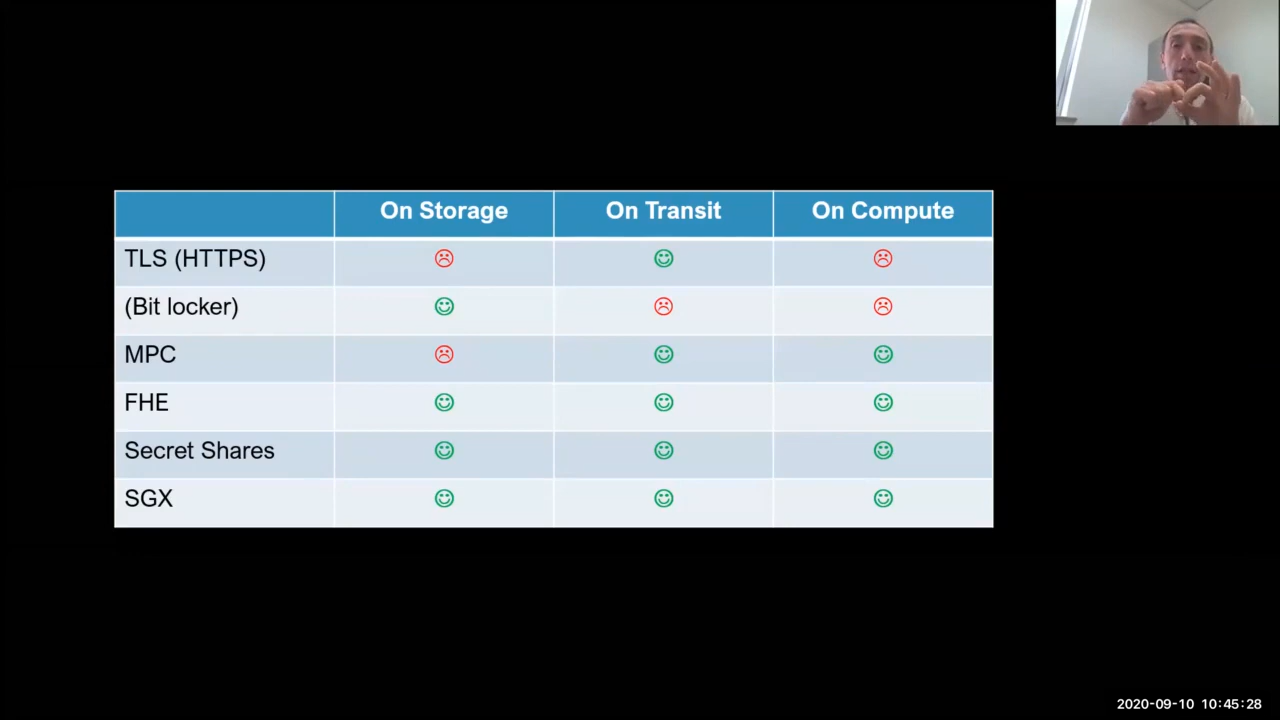 On Storage On Transit On Compute
TLS (HTTPS) ☹ ☺ ☹
(Bit locker) ☺ ☹ ☹
MPC ☹ ☺ ☺
FHE ☺ ☺ ☺
Secret Shares ☺ ☺ ☺
SGX ☺ ☺ ☺
2020-09-10 10:45:28